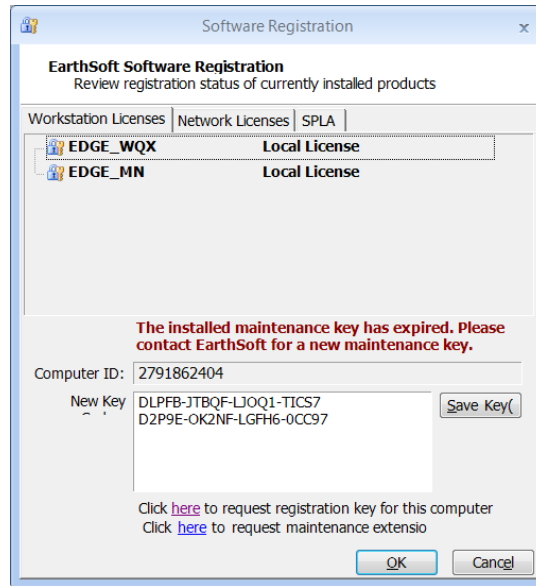 Software Registration x
EarthSoft Software Registration
Review registration status of currently installed products
Workstation Licenses Network Licenses SPLA
EDGE_WQX Local License
EDGE_MN Local License
The installed maintenance key has expired. Please
contact EarthSoft for a new maintenance key.
Computer ID: 2791862404
New Key DLPFB-JTBQF-LJOQ1-TICS7 Save Key(
D2P9E-OK2NF-LGFH6-0CC97
Click here to request registration key for this computer
Click here to request maintenance extensio
OK Cancel